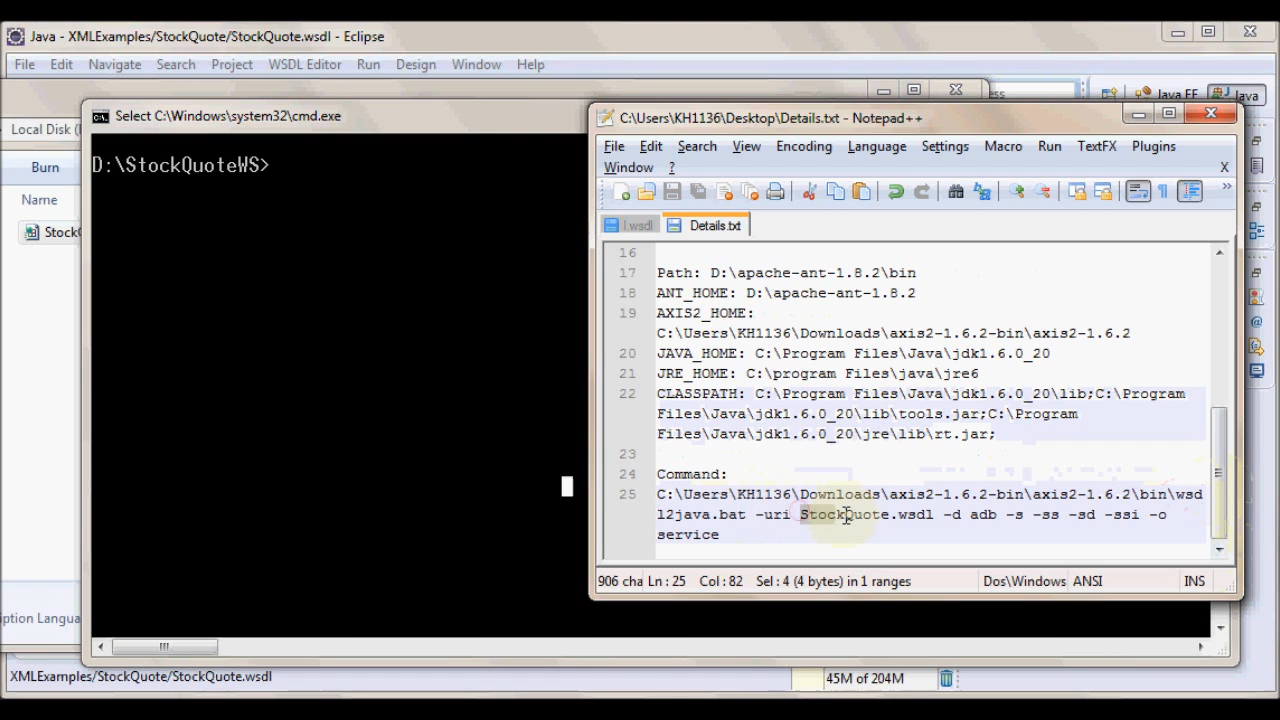 Java - XMLExamples/StockQuote/StockQuote.wsdl - Eclipse
File Edit Navigate Search Project WSDL Editor Run Design Window Help
ess
Java EE Java
Local Disk (
Burn
Name
Stock
ption Langua
Select C:\Windows\system32\cmd.exe
D:\StockQuoteWS>
C:\Users\KH1136\Desktop\Details.txt - Notepad++
File Edit Search View Encoding Language Settings Macro Run TextFX Plugins
Window ? X
l.wsdl Details.txt
16
17 Path: D:\apache-ant-1.8.2\bin
18 ANT_HOME: D:\apache-ant-1.8.2
19 AXIS2_HOME:
C:\Users\KH1136\Downloads\axis2-1.6.2-bin\axis2-1.6.2
20 JAVA_HOME: C:\Program Files\Java\jdk1.6.0_20
21 JRE_HOME: C:\program Files\java\jre6
22 CLASSPATH: C:\Program Files\Java\jdk1.6.0_20\lib;C:\Program
Files\Java\jdk1.6.0_20\lib\tools.jar;C:\Program
Files\Java\jdk1.6.0_20\jre\lib\rt.jar;
23
24 Command:
25 C:\Users\KH1136\Downloads\axis2-1.6.2-bin\axis2-1.6.2\bin\wsd
l2java.bat -uri StockQuote.wsdl -d adb -s -ss -sd -ssi -o
service
906 cha Ln : 25 Col : 82 Sel : 4 (4 bytes) in 1 ranges Dos\Windows ANSI INS
XMLExamples/StockQuote/StockQuote.wsdl
45M of 204M